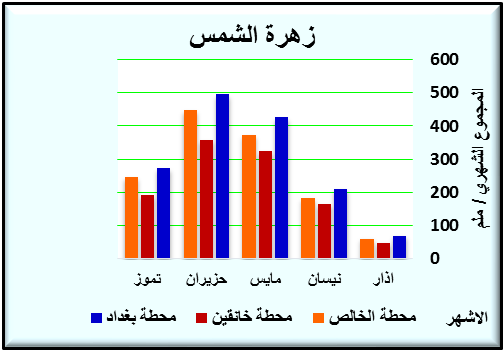 زهرة الشمس
المجموع الشهري / ملم
600
500
400
300
200
100
0
اذار
نيسان
مايس
حزيران
تموز
الاشهر
محطة الخالص
محطة خانقين
محطة بغداد